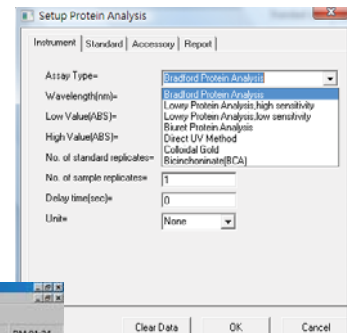 Setup Protein Analysis
Instrument Standard Accessory Report
Assay Type= Bradford Protein Analysis
Bradford Protein Analysis
Lowry Protein Analysis,high sensitivity
Lowry Protein Analysis,low sensitivity
Biuret Protein Analysis
Direct UV Method
Colloidal Gold
Bicinchoninate(BCA)
Wavelength(nm)=
Low Value(ABS)=
High Value(ABS)=
No. of standard replicates=
No. of sample replicates= 1
Delay time(sec)= 0
Unit= None
Clear Data OK Cancel